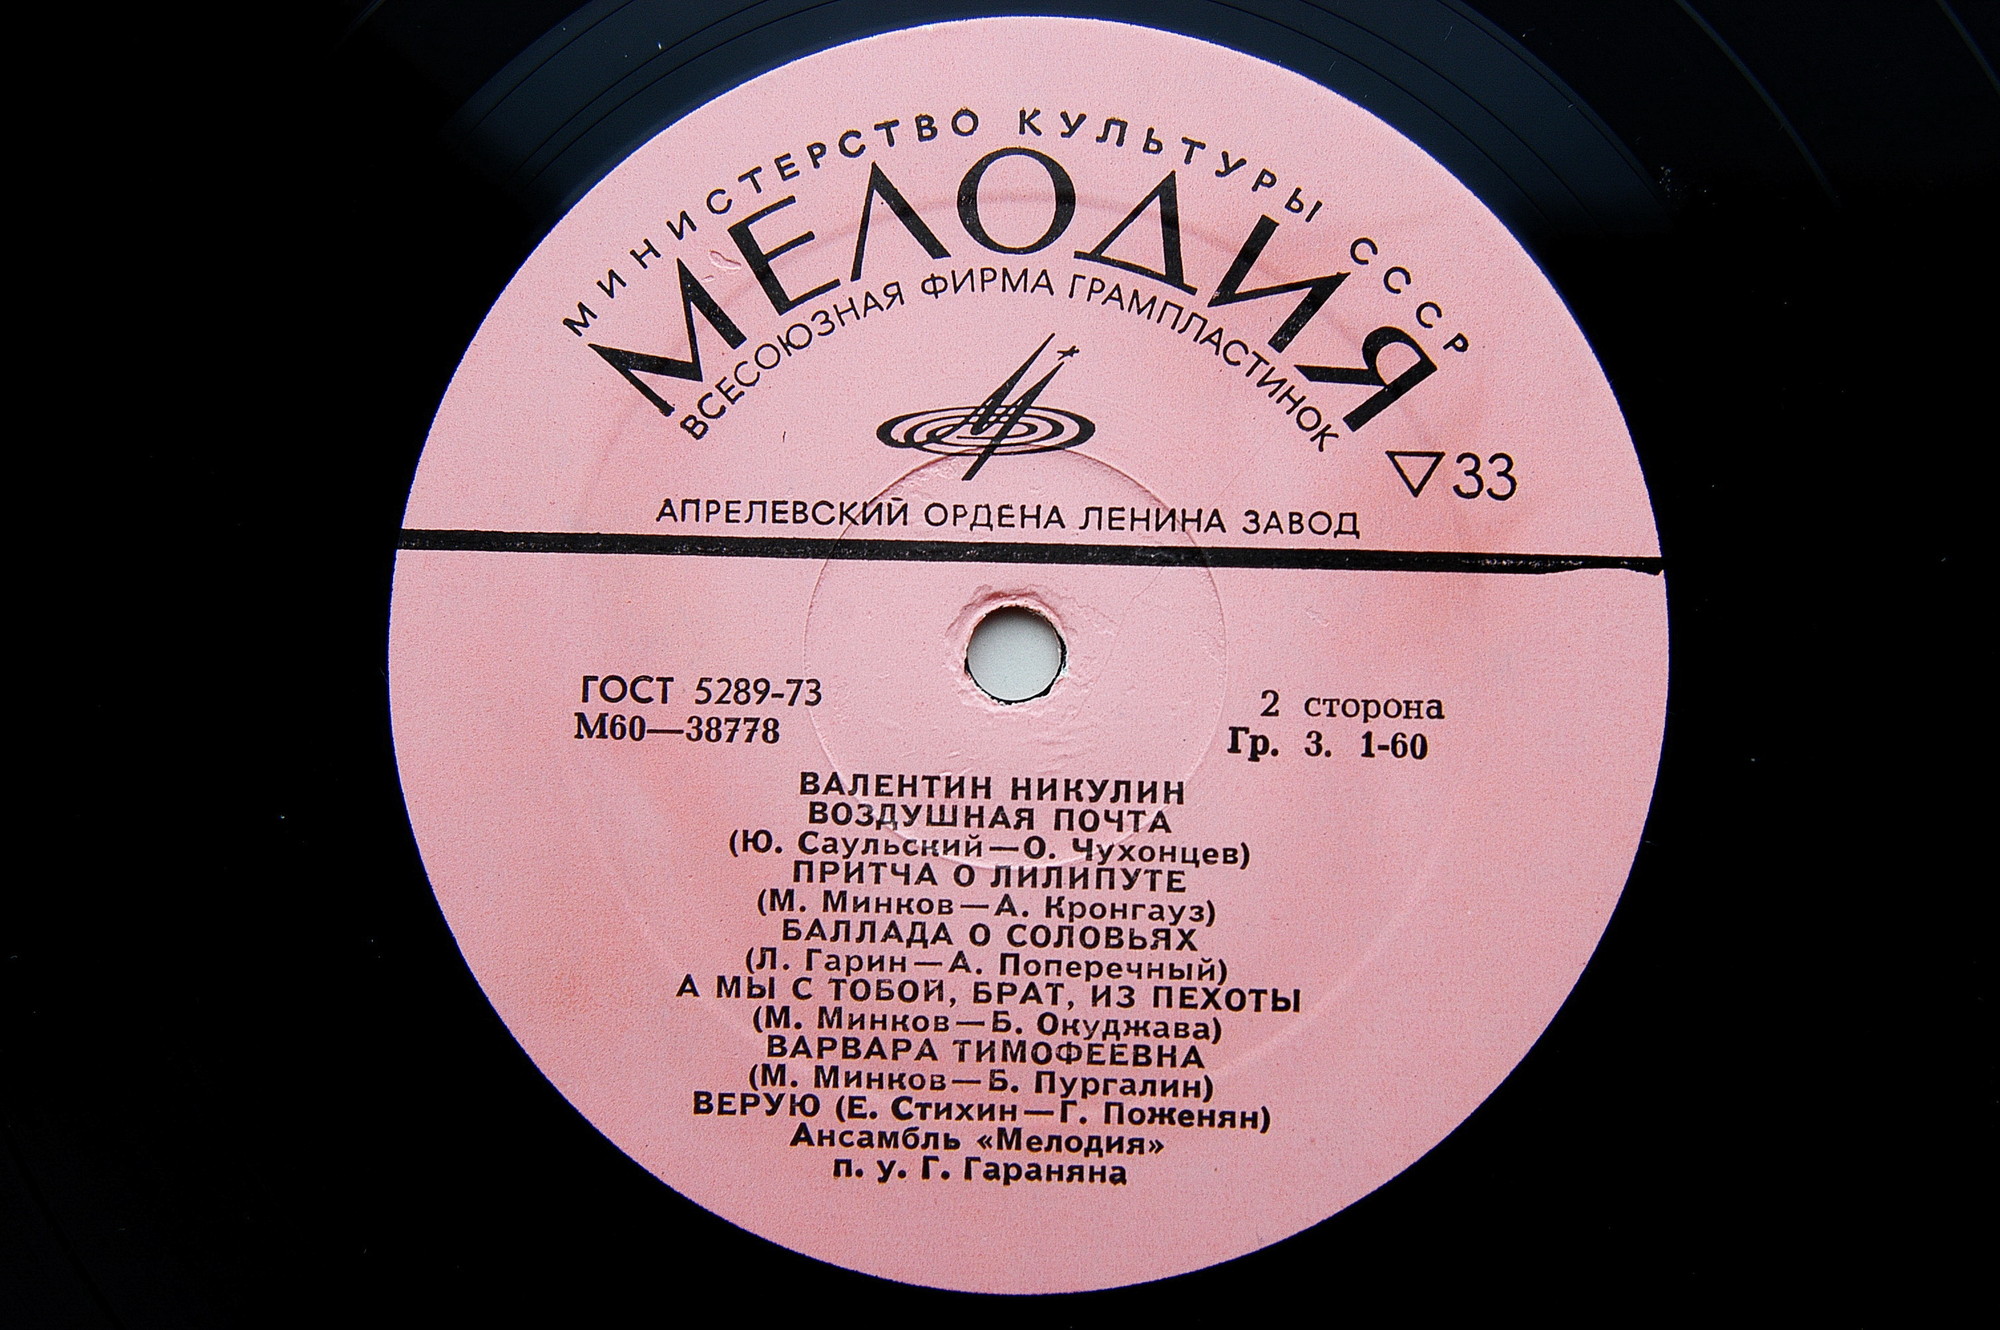 МИНИСТЕРСТВО КУЛЬТУРЫ СССР
МЕЛОДИЯ
ВСЕСОЮЗНАЯ ФИРМА ГРАМПЛАСТИНОК
33
АПРЕЛЕВСКИЙ ОРДЕНА ЛЕНИНА ЗАВОД
ГОСТ 5289-73
М60—38778
2 сторона
Гр. 3. 1-60
ВАЛЕНТИН НИКУЛИН
ВОЗДУШНАЯ ПОЧТА
(Ю. Саульский—О. Чухонцев)
ПРИТЧА О ЛИЛИПУТЕ
(М. Минков—А. Кронгауз)
БАЛЛАДА О СОЛОВЬЯХ
(Л. Гарин—А. Поперечный)
А МЫ С ТОБОЙ, БРАТ, ИЗ ПЕХОТЫ
(М. Минков—Б. Окуджава)
ВАРВАРА ТИМОФЕЕВНА
(М. Минков—Б. Пургалин)
ВЕРУЮ (Е. Стихин—Г. Поженян)
Ансамбль «Мелодия»
п. у. Г. Гараняна